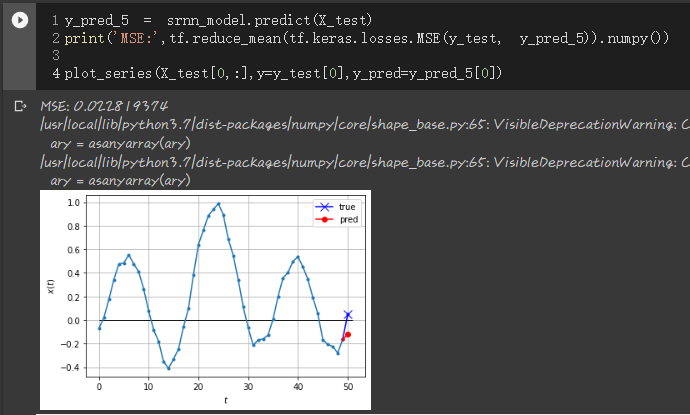 1 y_pred_5 = srnn_model.predict(X_test)
2 print('MSE:',tf.reduce_mean(tf.keras.losses.MSE(y_test, y_pred_5)).numpy())
3
4 plot_series(X_test[0,:],y=y_test[0],y_pred=y_pred_5[0])
MSE: 0.022819374
/usr/local/lib/python3.7/dist-packages/numpy/core/shape_base.py:65: VisibleDeprecationWarning: C
ary = asanyarray(ary)
/usr/local/lib/python3.7/dist-packages/numpy/core/shape_base.py:65: VisibleDeprecationWarning: C
ary = asanyarray(ary)
true
pred
1.0
0.8
0.6
0.4
0.2
0.0
−0.2
−0.4
x(t)
0 10 20 30 40 50
t